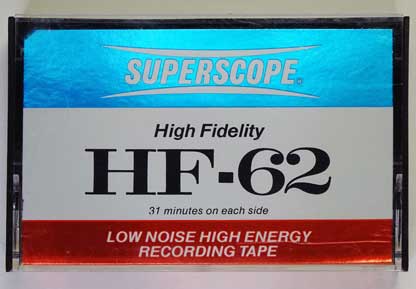 SUPERSCOPE®
High Fidelity
HF-62
31 minutes on each side
LOW NOISE HIGH ENERGY
RECORDING TAPE